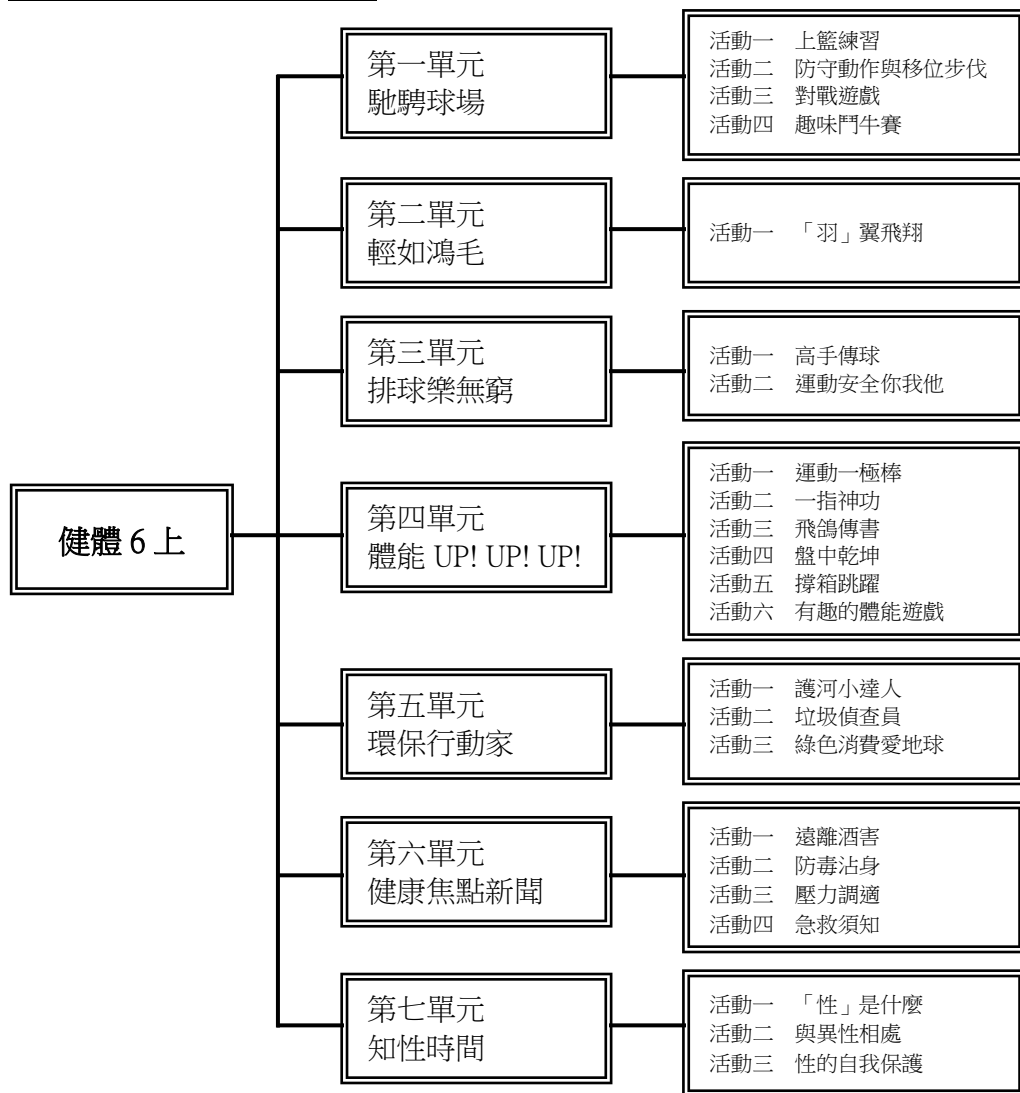 健體 6 上
第一單元
馳騁球場
活動一 上籃練習
活動二 防守動作與移位步伐
活動三 對戰遊戲
活動四 趣味鬥牛賽
第二單元
輕如鴻毛
活動一 「羽」翼飛翔
第三單元
排球樂無窮
活動一 高手傳球
活動二 運動安全你我他
第四單元
體能 UP! UP! UP!
活動一 運動一極棒
活動二 一指神功
活動三 飛鴿傳書
活動四 盤中乾坤
活動五 撐箱跳躍
活動六 有趣的體能遊戲
第五單元
環保行動家
活動一 護河小達人
活動二 垃圾偵查員
活動三 綠色消費愛地球
第六單元
健康焦點新聞
活動一 遠離酒害
活動二 防毒沾身
活動三 壓力調適
活動四 急救須知
第七單元
知性時間
活動一 「性」是什麼
活動二 與異性相處
活動三 性的自我保護